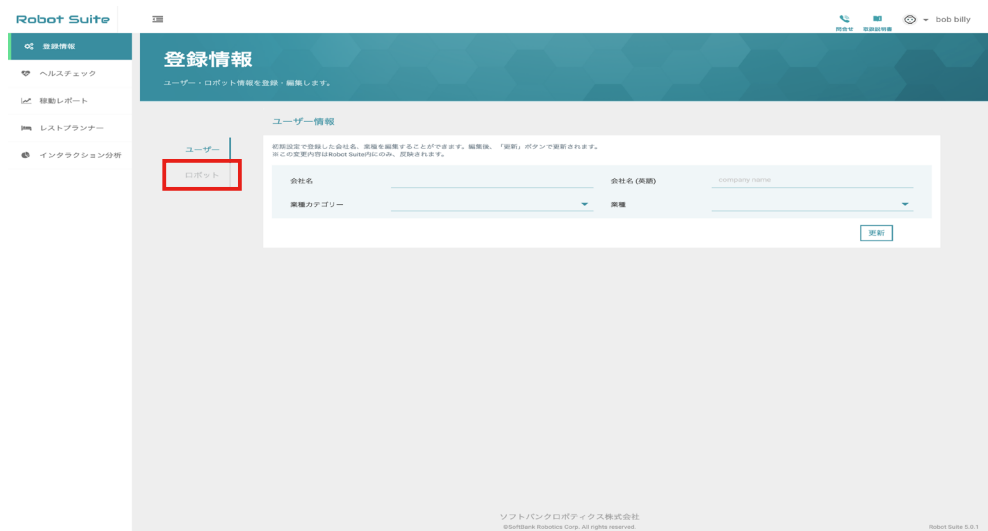 Robot Suite
問合せ
取扱説明書
bob billy
登録情報
ヘルスチェック
稼動レポート
レストプランナー
インタラクション分析
登録情報
ユーザー・ロボット情報を登録・編集します。
ユーザー
ロボット
ユーザー情報
初期設定で登録した会社名、業種を編集することができます。編集後、「更新」ボタンで更新されます。
※この変更内容はRobot Suite内にのみ、反映されます。
会社名
会社名 (英語)
company name
業種カテゴリー
業種
更新
ソフトバンクロボティクス株式会社
©SoftBank Robotics Corp. All rights reserved.
Robot Suite 5.0.1